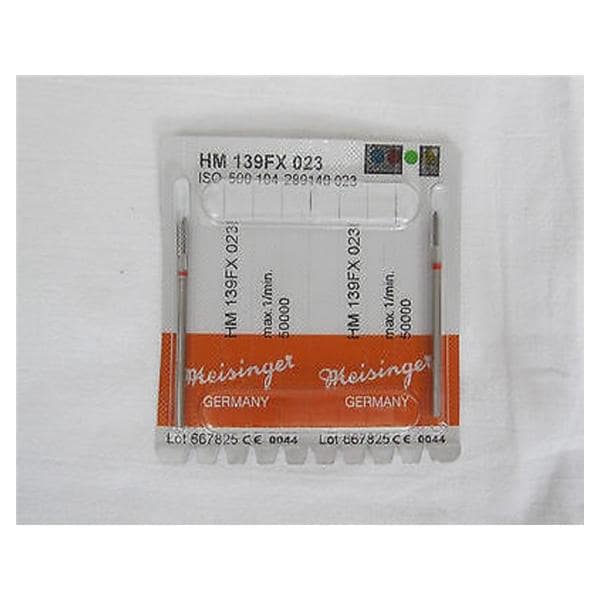 HM 139FX 023
ISO 500 104 289140 023
HM 139FX 023
max.1/min.
50000
HM 139FX 023
max.1/min.
50000
Meisinger
GERMANY
Meisinger
GERMANY
Lot 667825 CE 0044
Lot 667825 CE 0044